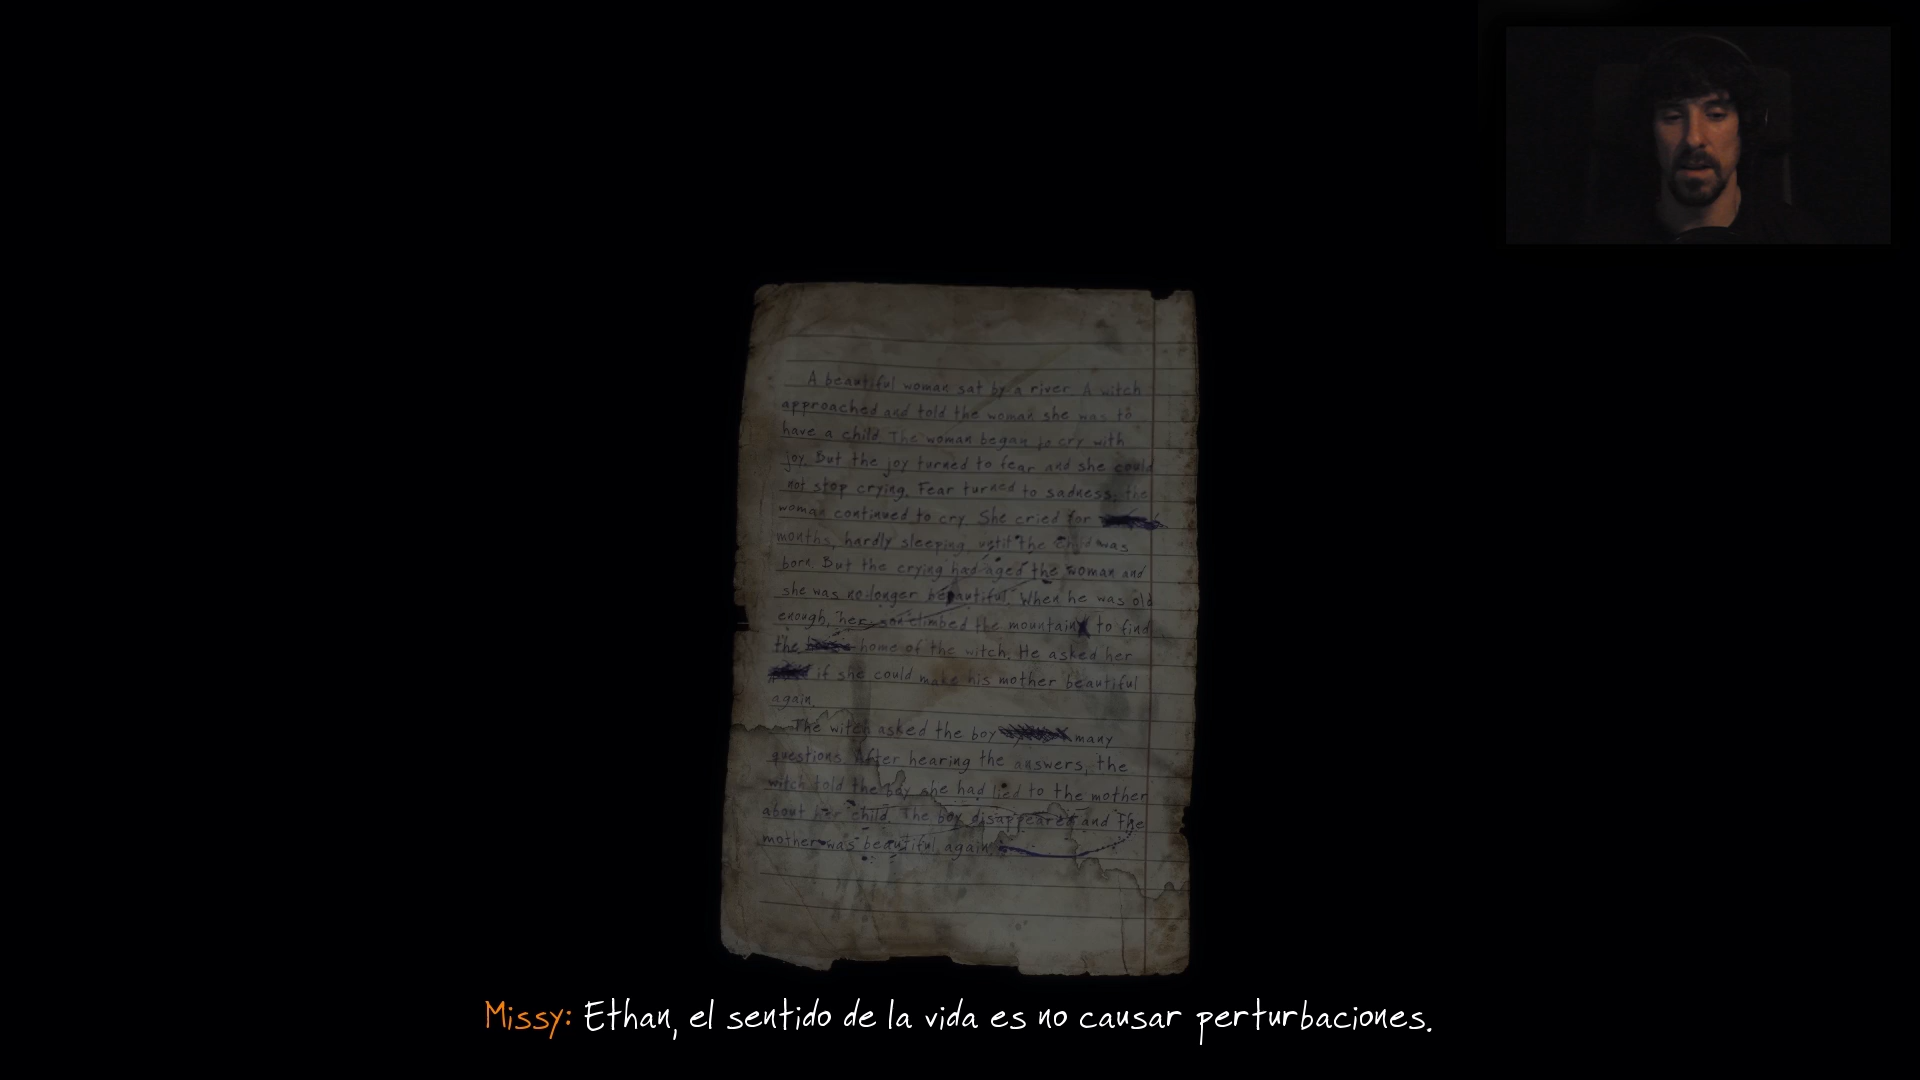 A beautiful woman sat by a river. A witch
approached and told the woman she was to
have a child. The woman began to cry with
joy. But the joy turned to fear and she could
not stop crying. Fear turned to sadness; the
woman continued to cry. She cried for
months, hardly sleeping, until the child was
born. But the crying had aged the woman and
she was no longer beautiful. When he was old
enough, her son climbed the mountain to find
the home of the witch. He asked her
if she could make his mother beautiful
again.
The witch asked the boy many
questions. After hearing the answers, the
witch told the boy she had lied to the mother
about her child. The boy disappeared and The
mother was beautiful again.
Missy: Ethan, el sentido de la vida es no causar perturbaciones.